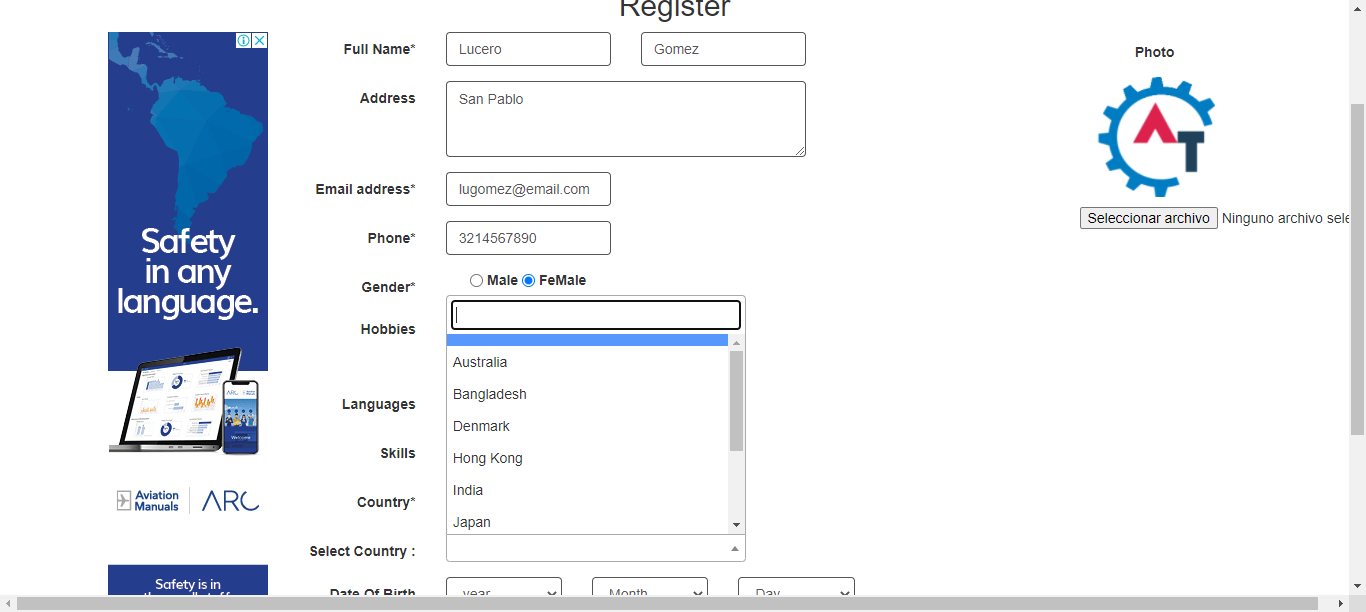 Register
Full Name* Lucero Gomez
Photo
Address San Pablo
Email address* lugomez@email.com
Seleccionar archivo Ninguno archivo sele
Phone* 3214567890
Gender* Male FeMale
Hobbies
Australia
Bangladesh
Languages
Denmark
Skills
Hong Kong
India
Country*
Japan
Select Country :
Date Of Birth year Month Day
Safety
in any
language.
Welcome
Aviation
Manuals
ARC
Safety is in
AT